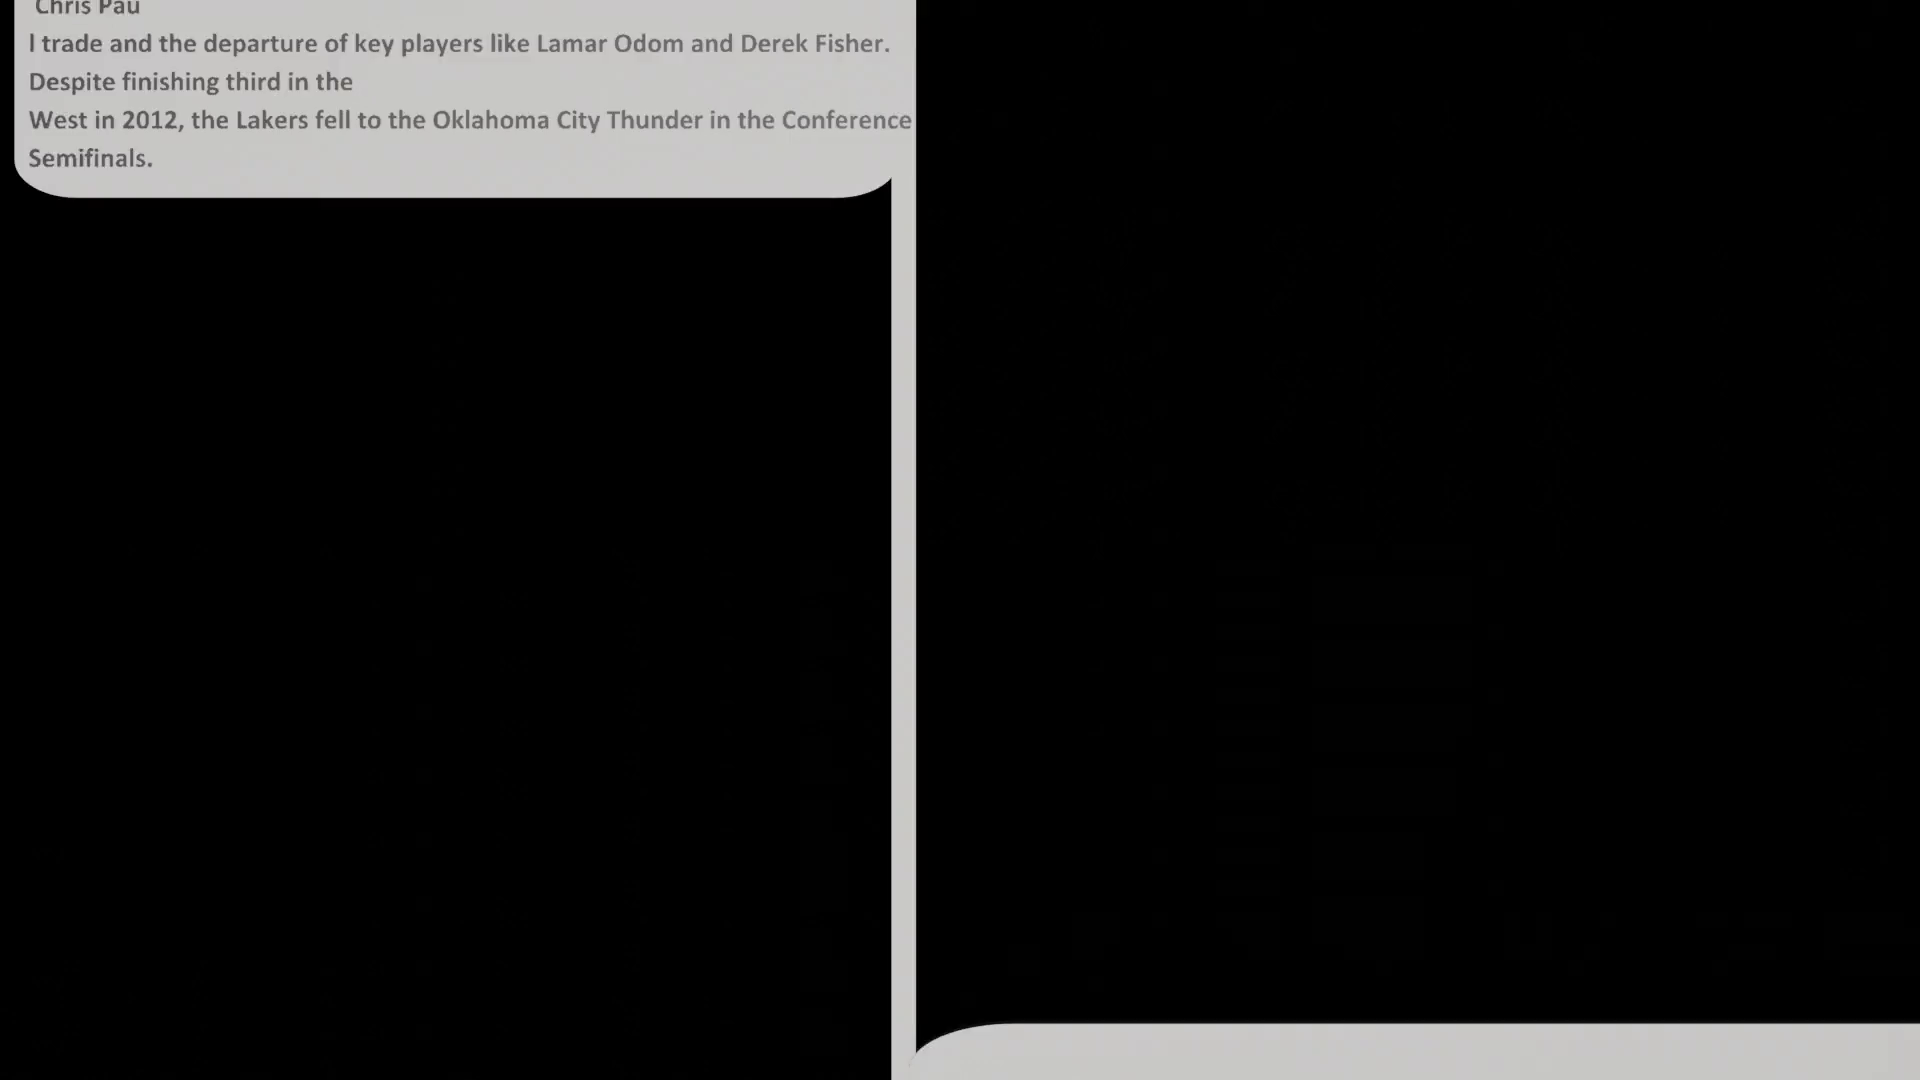 Chris Pau
l trade and the departure of key players like Lamar Odom and Derek Fisher.
Despite finishing third in the
West in 2012, the Lakers fell to the Oklahoma City Thunder in the Conference
Semifinals.